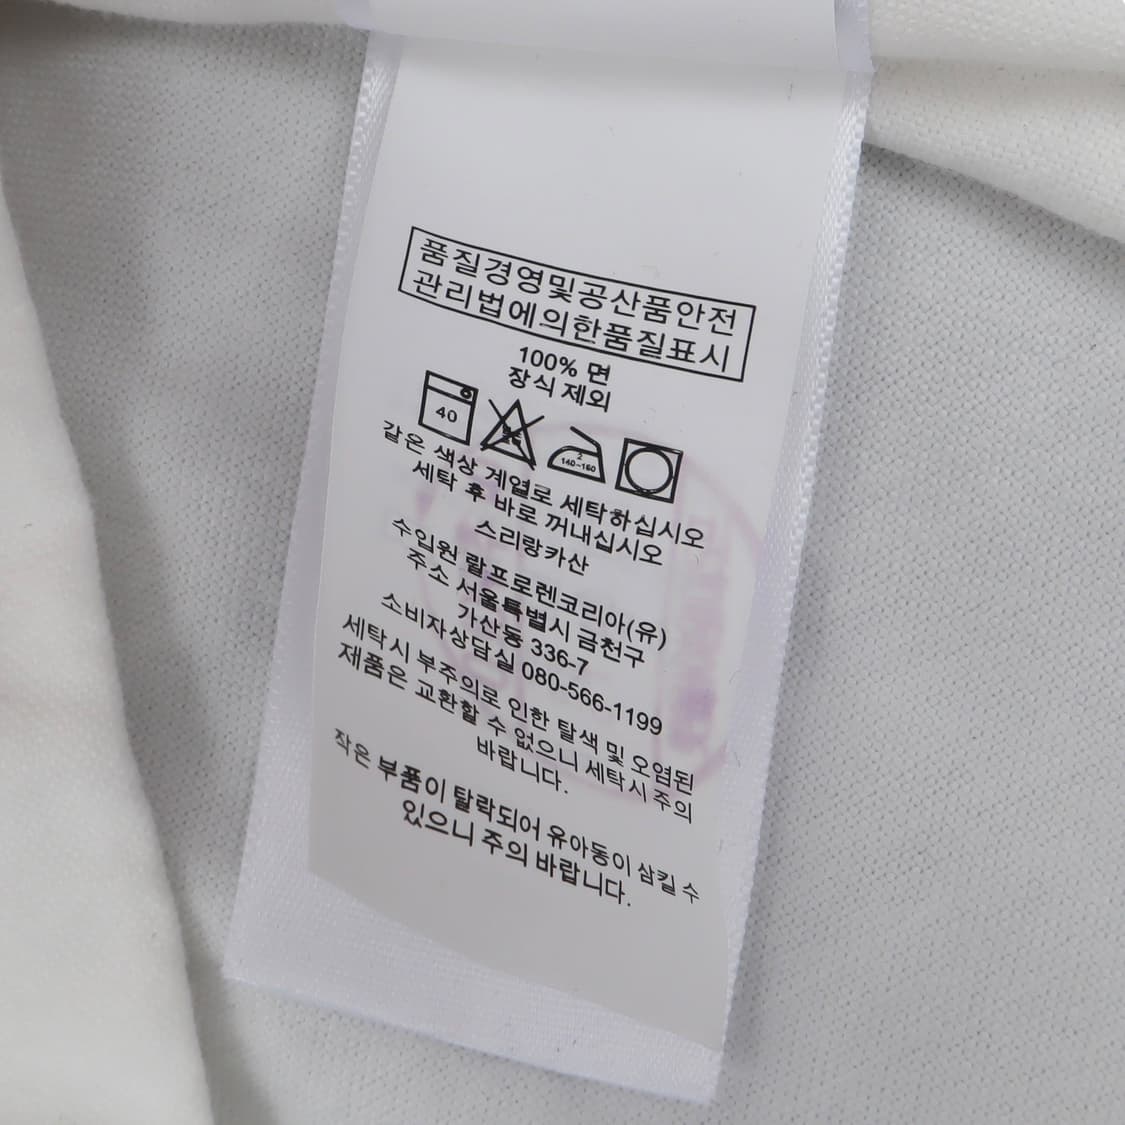 품질경영및공산품안전
관리법에의한품질표시
100% 면
장식 제외
40
2
140~160
같은 색상 계열로 세탁하십시오
세탁 후 바로 꺼내십시오
스리랑카산
수입원 랄프로렌코리아(유)
주소 서울특별시 금천구
가산동 336-7
소비자상담실 080-566-1199
세탁시 부주의로 인한 탈색 및 오염된
제품은 교환할 수 없으니 세탁시 주의
바랍니다.
작은 부품이 탈락되어 유아동이 삼킬 수
있으니 주의 바랍니다.